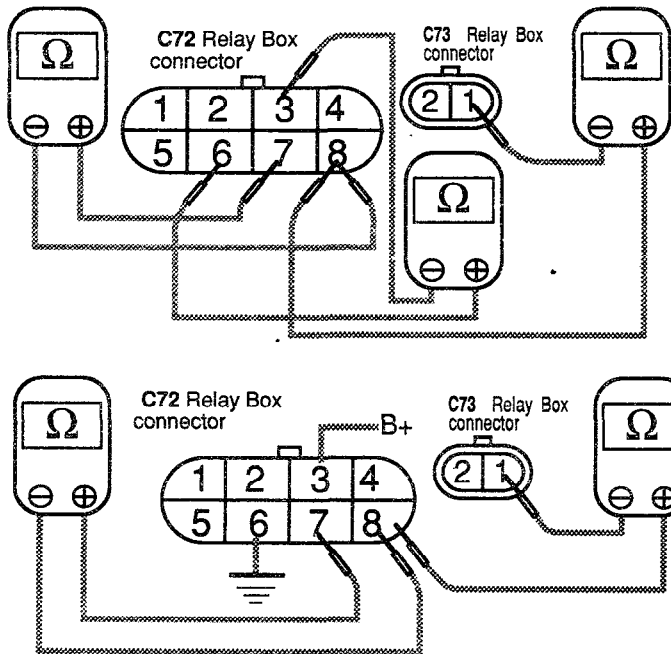 Ω
C72 Relay Box
connector
C73 Relay Box
connector
Ω
1 2 3 4
5 6 7 8
2 1
Ω
− +
− +
− +
Ω
C72 Relay Box
connector
B+
C73 Relay Box
connector
Ω
1 2 3 4
5 6 7 8
2 1
− +
− +